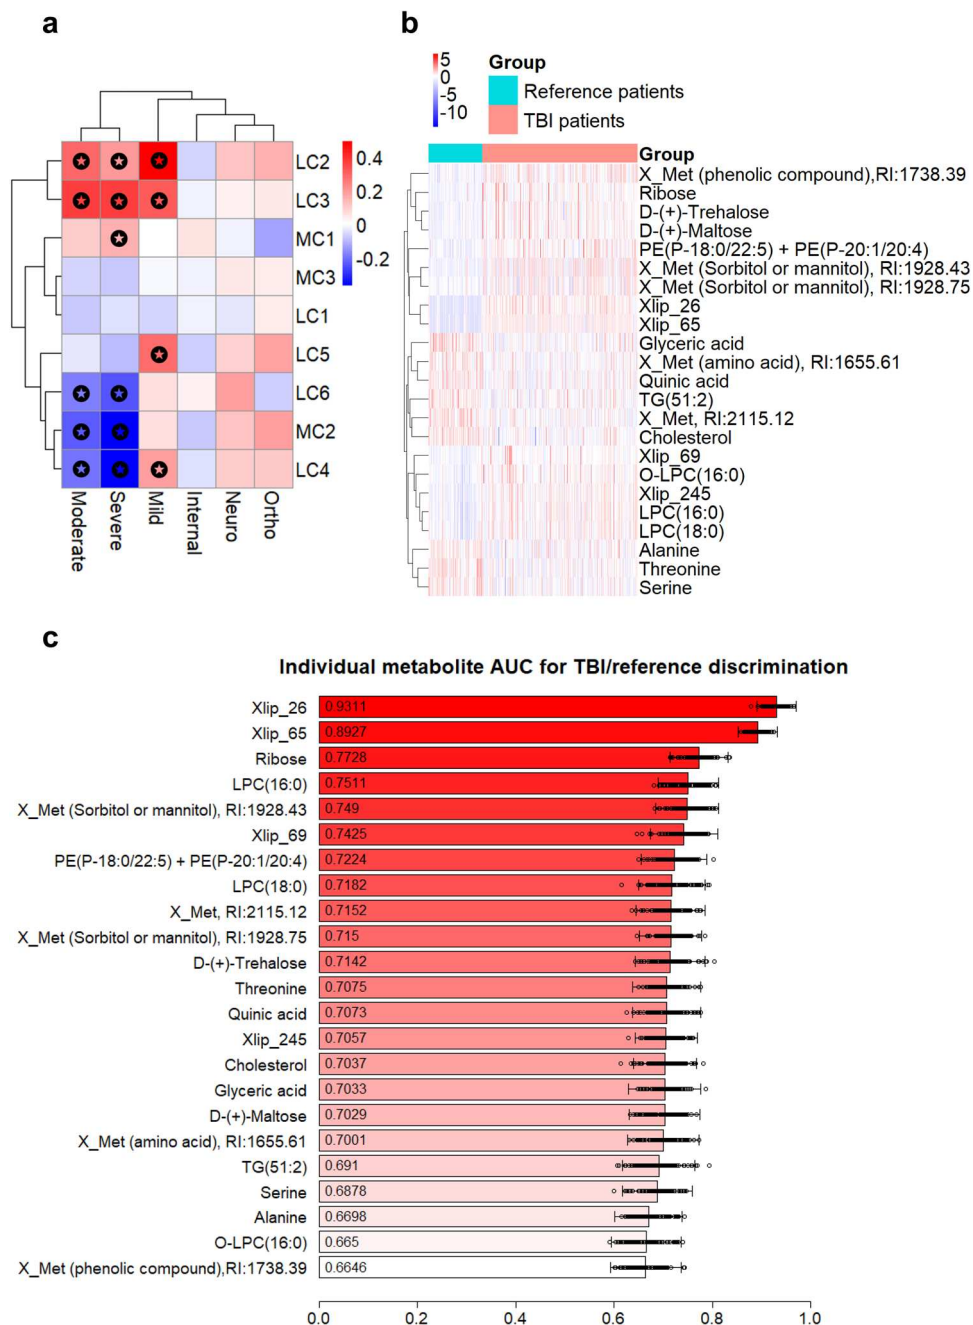 a
0.4
0.2
0
-0.2
LC2
LC3
MC1
MC3
LC1
LC5
LC6
MC2
LC4
Moderate
Severe
Mild
Internal
Neuro
Ortho
b
5
0
-5
-10
Group
Reference patients
TBI patients
Group
X_Met (phenolic compound),RI:1738.39
Ribose
D-(+)-Trehalose
D-(+)-Maltose
PE(P-18:0/22:5) + PE(P-20:1/20:4)
X_Met (Sorbitol or mannitol), RI:1928.43
X_Met (Sorbitol or mannitol), RI:1928.75
Xlip_26
Xlip_65
Glyceric acid
X_Met (amino acid), RI:1655.61
Quinic acid
TG(51:2)
X_Met, RI:2115.12
Cholesterol
Xlip_69
O-LPC(16:0)
Xlip_245
LPC(16:0)
LPC(18:0)
Alanine
Threonine
Serine
c
Individual metabolite AUC for TBI/reference discrimination
Xlip_26 0.9311
Xlip_65 0.8927
Ribose 0.7728
LPC(16:0) 0.7511
X_Met (Sorbitol or mannitol), RI:1928.43 0.749
Xlip_69 0.7425
PE(P-18:0/22:5) + PE(P-20:1/20:4) 0.7224
LPC(18:0) 0.7182
X_Met, RI:2115.12 0.7152
X_Met (Sorbitol or mannitol), RI:1928.75 0.715
D-(+)-Trehalose 0.7142
Threonine 0.7075
Quinic acid 0.7073
Xlip_245 0.7057
Cholesterol 0.7037
Glyceric acid 0.7033
D-(+)-Maltose 0.7029
X_Met (amino acid), RI:1655.61 0.7001
TG(51:2) 0.691
Serine 0.6878
Alanine 0.6698
O-LPC(16:0) 0.665
X_Met (phenolic compound),RI:1738.39 0.6646
0.0 0.2 0.4 0.6 0.8 1.0